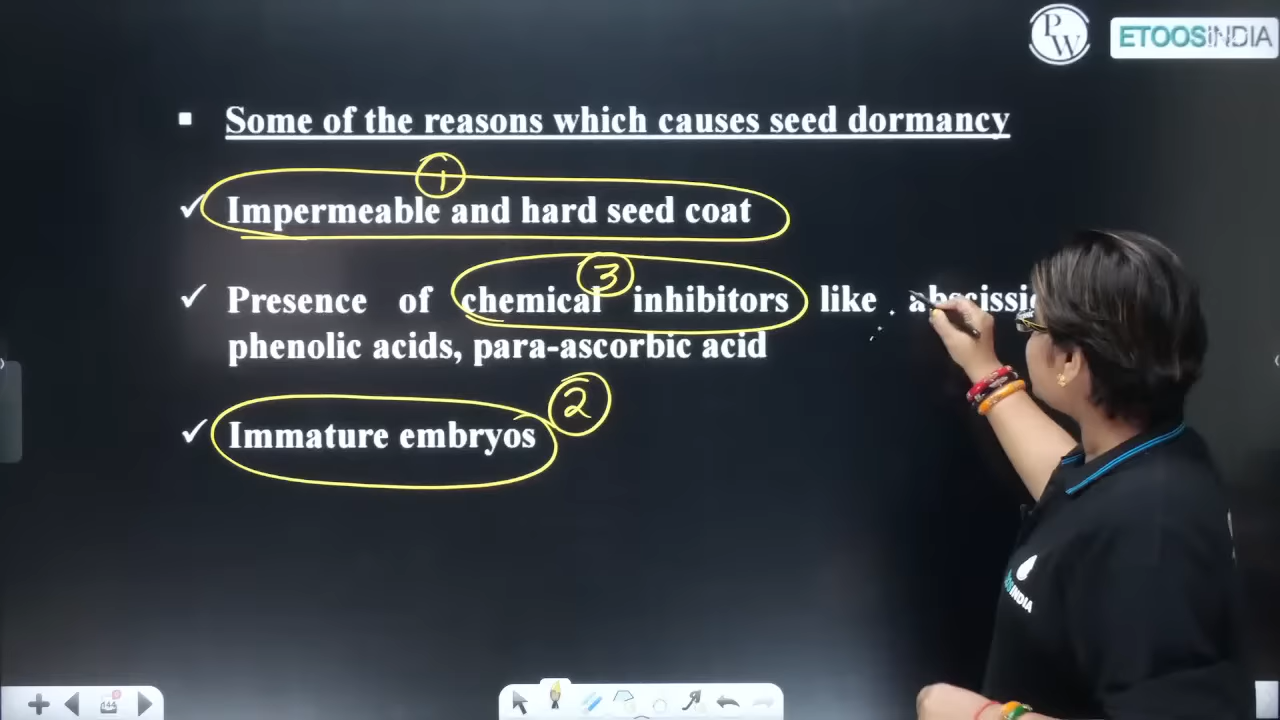 PW
ETOOSINDIA
Some of the reasons which causes seed dormancy
1
Impermeable and hard seed coat
3
Presence of chemical inhibitors like
phenolic acids, para-ascorbic acid
2
Immature embryos
INDIA